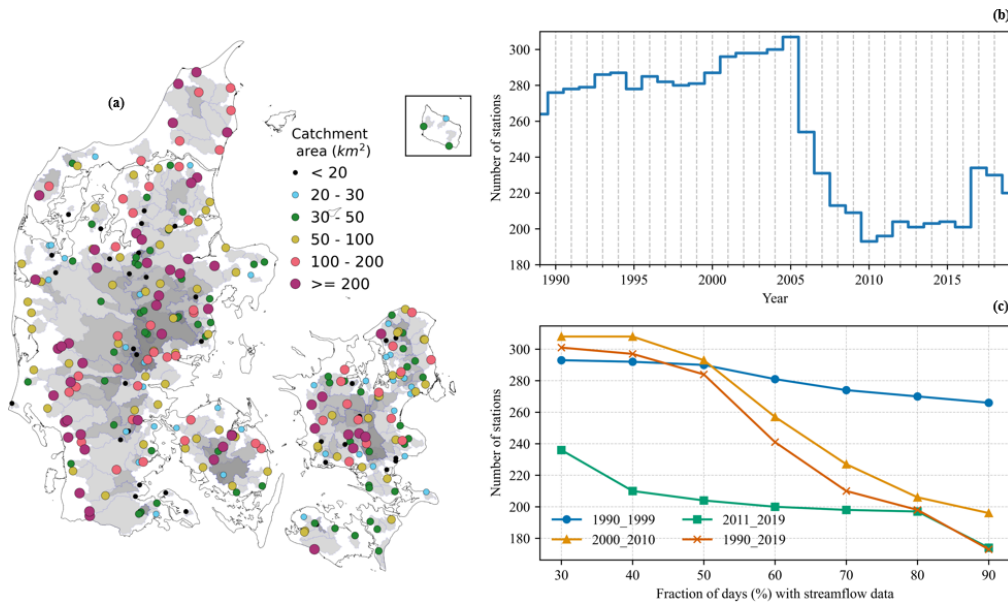 (a)
Catchment
area (km²)
< 20
20 - 30
30 - 50
50 - 100
100 - 200
>= 200
(b)
Number of stations
300
280
260
240
220
200
180
1990
1995
2000
2005
2010
2015
Year
(c)
Number of stations
300
280
260
240
220
200
180
1990_1999
2000_2010
2011_2019
1990_2019
30
40
50
60
70
80
90
Fraction of days (%) with streamflow data